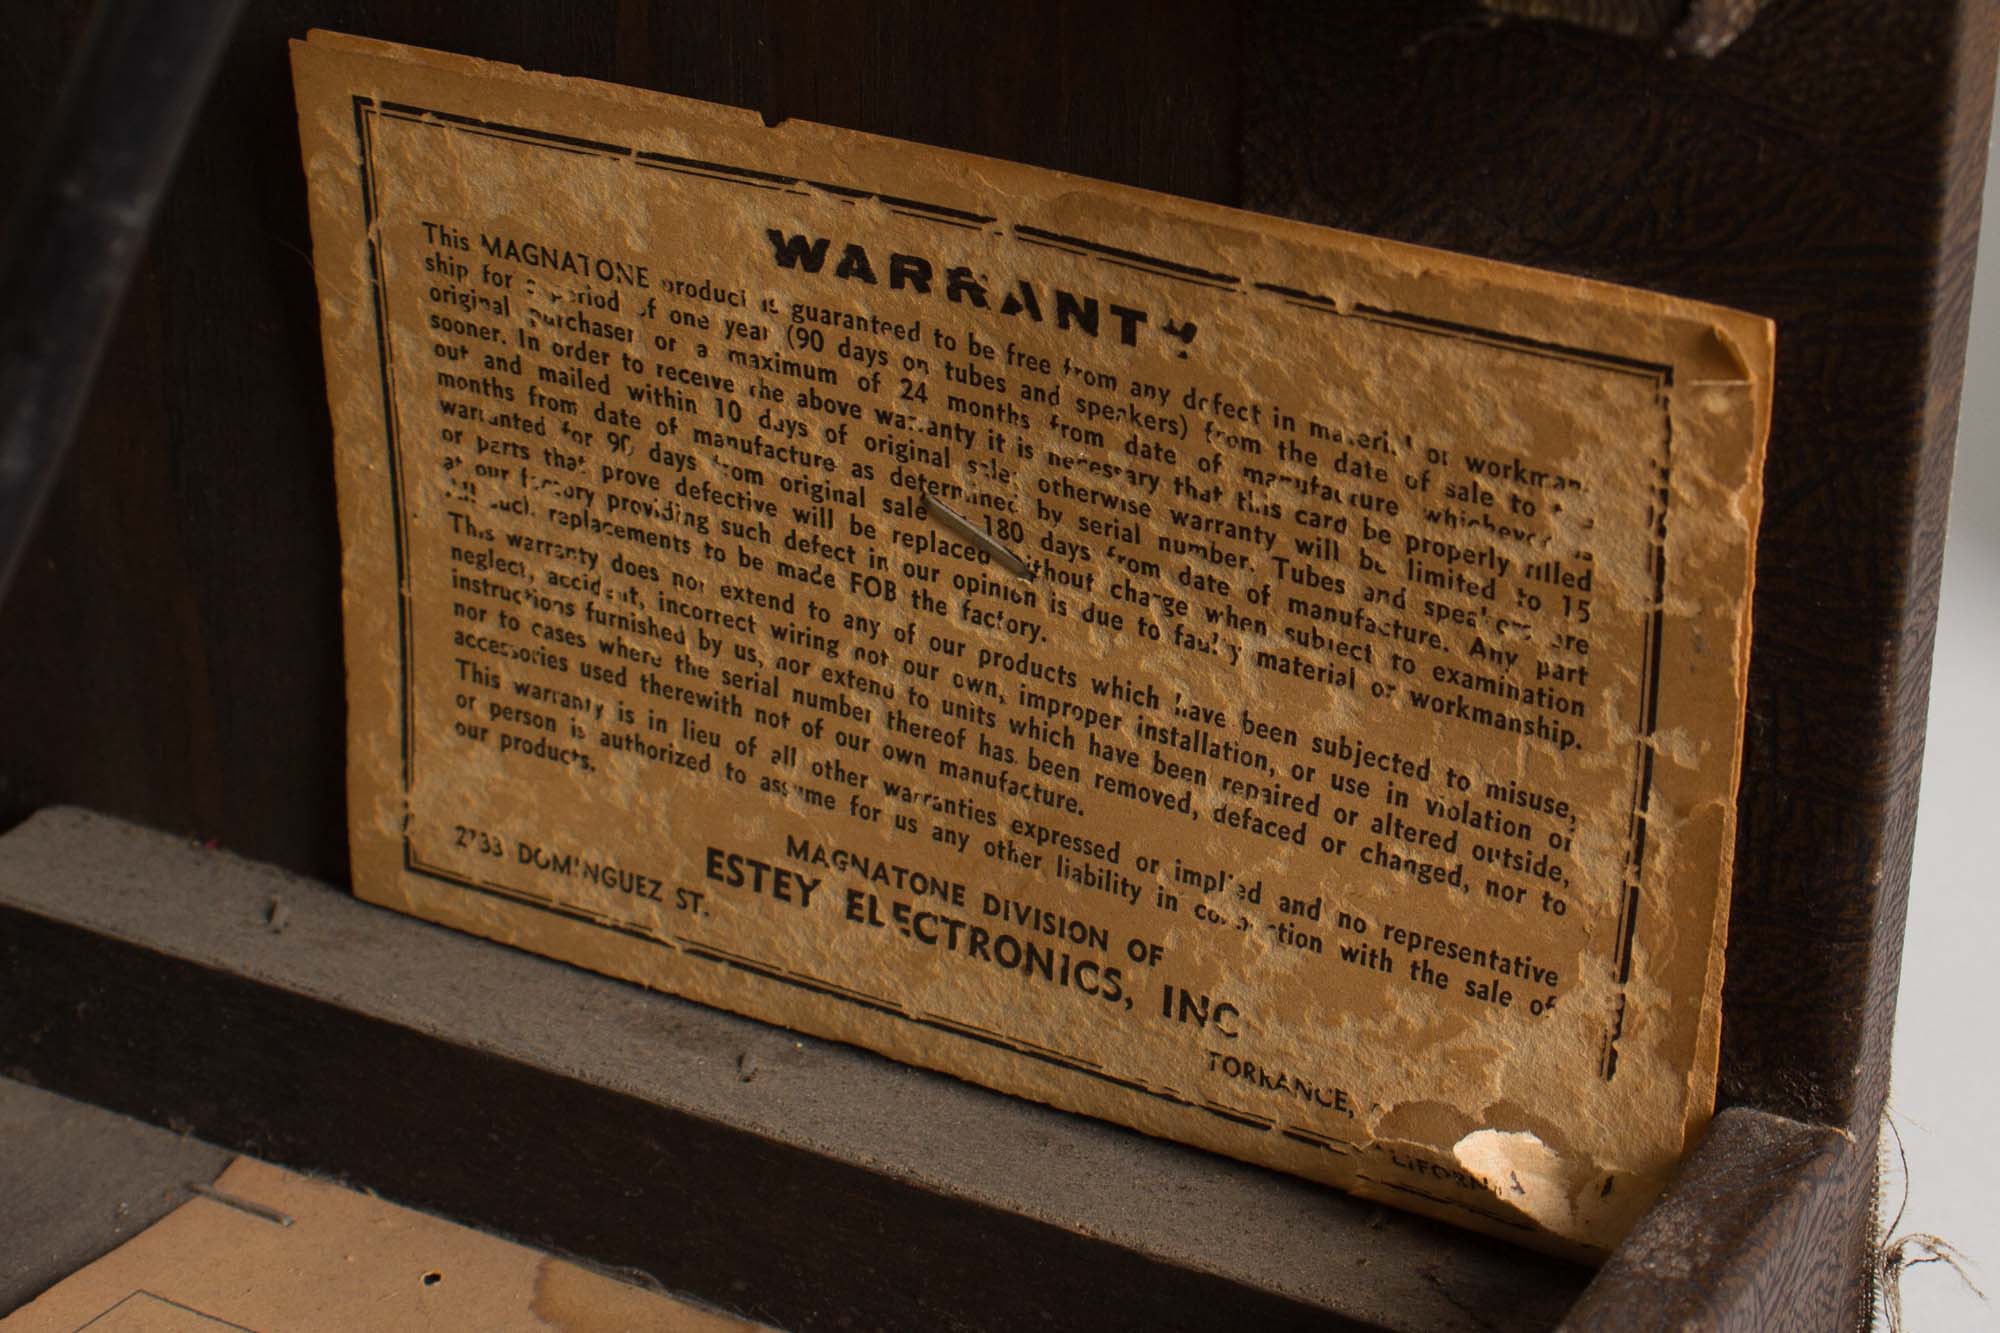 WARRANTY
This MAGNATONE product is guaranteed to be free from any defect in material or workman-
ship for a period of one year (90 days on tubes and speakers) from the date of sale to the
original purchaser or a maximum of 24 months from date of manufacture whichever is
sooner. In order to receive the above warranty it is necessary that this card be properly filled
out and mailed within 10 days of original sale, otherwise warranty will be limited to 15
months from date of manufacture as determined by serial number. Tubes and speakers are
warranted for 90 days from original sale 180 days from date of manufacture. Any part
or parts that prove defective will be replaced without charge when subject to examination
at our factory providing such defect in our opinion is due to faulty material or workmanship.
All such replacements to be made FOB the factory.
This warranty does not extend to any of our products which have been subjected to misuse,
neglect, accident, incorrect wiring not our own, improper installation, or use in violation of
instructions furnished by us, nor extend to units which have been repaired or altered outside,
nor to cases where the serial number thereof has been removed, defaced or changed, nor to
accessories used therewith not of our own manufacture.
This warranty is in lieu of all other warranties expressed or implied and no representative
or person is authorized to assume for us any other liability in connection with the sale of
our products.
MAGNATONE DIVISION OF
ESTEY ELECTRONICS, INC
2733 DOMINGUEZ ST. TORRANCE, CALIFORNIA